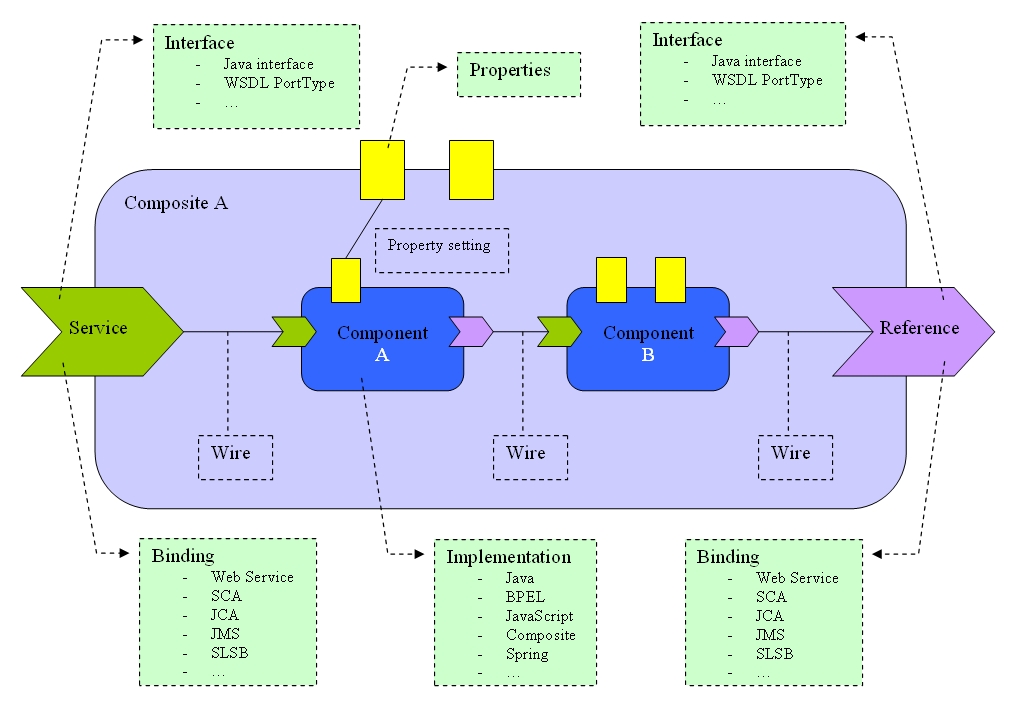 Interface
- Java interface
- WSDL PortType
- ...
Properties
Interface
- Java interface
- WSDL PortType
- ...
Composite A
Property setting
Service
Component
A
Component
B
Reference
Wire
Wire
Wire
Binding
- Web Service
- SCA
- JCA
- JMS
- SLSB
- ...
Implementation
- Java
- BPEL
- JavaScript
- Composite
- Spring
- ...
Binding
- Web Service
- SCA
- JCA
- JMS
- SLSB
- ...